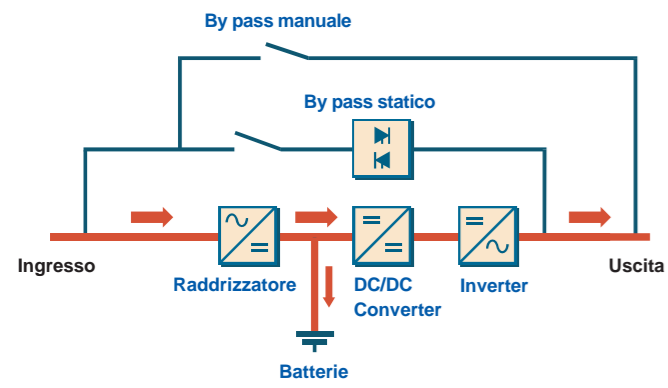 By pass manuale
By pass statico
Ingresso
Uscita
Raddrizzatore
DC/DC
Converter
Inverter
Batterie